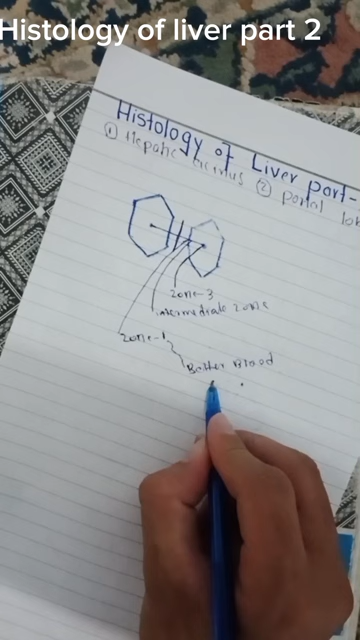 Histology of liver part 2
Histology of Liver part-
① Hepatic acinus ② portal lob
zone-3
intermediate zone
zone-1
Better Blood